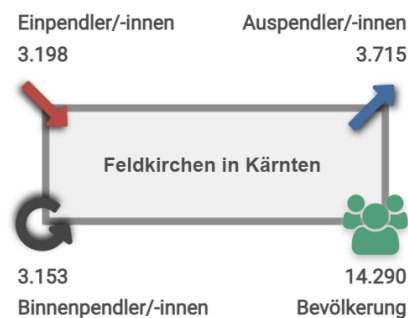 Einpendler/-innen Auspendler/-innen
3.198 3.715
Feldkirchen in Kärnten
3.153 14.290
Binnenpendler/-innen Bevölkerung